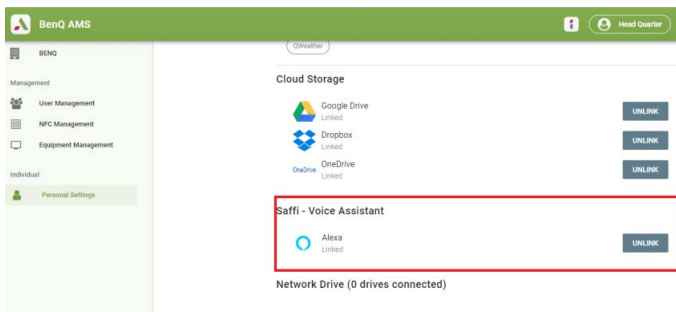 BenQ AMS
Head Quarter
BENQ
Management
User Management
NFC Management
Equipment Management
Individual
Personal Settings
QWeather
Cloud Storage
Google Drive
Linked
UNLINK
Dropbox
Linked
UNLINK
OneDrive
OneDrive
Linked
UNLINK
Saffi - Voice Assistant
Alexa
Linked
UNLINK
Network Drive (0 drives connected)